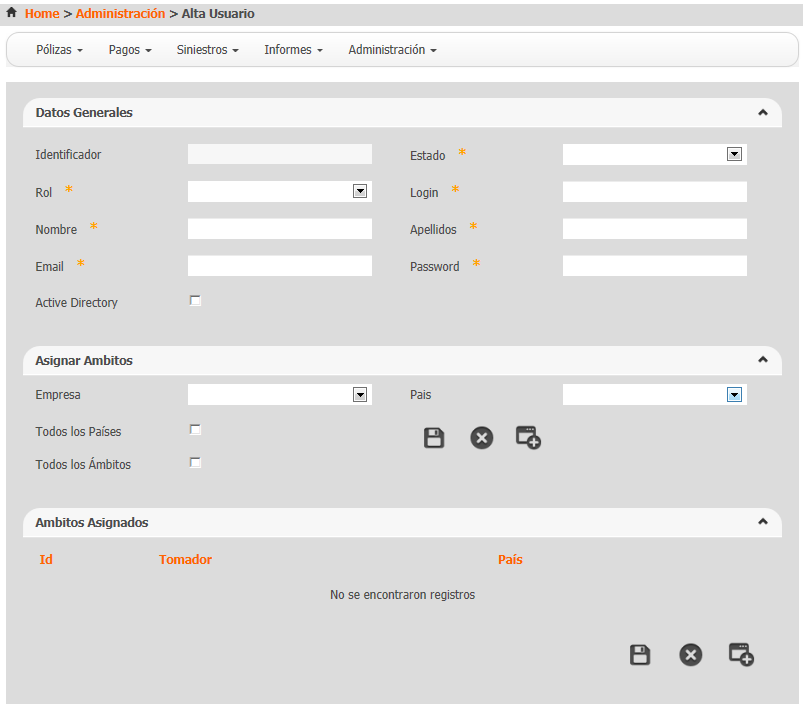 Home > Administración > Alta Usuario
Pólizas Pagos Siniestros Informes Administración
Datos Generales
Identificador Estado *
Rol * Login *
Nombre * Apellidos *
Email * Password *
Active Directory
Asignar Ambitos
Empresa Pais
Todos los Países
Todos los Ámbitos
Ambitos Asignados
Id Tomador País
No se encontraron registros